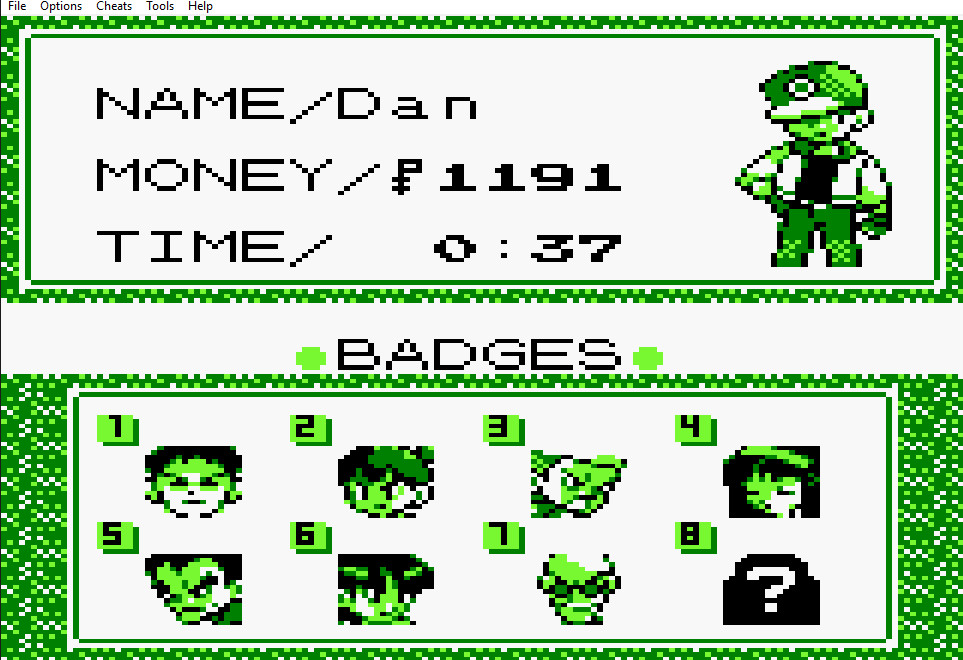 File Options Cheats Tools Help
NAME/Dan
MONEY/₽1191
TIME/ 0:37
●BADGES●
1 2 3 4
5 6 7 8
?